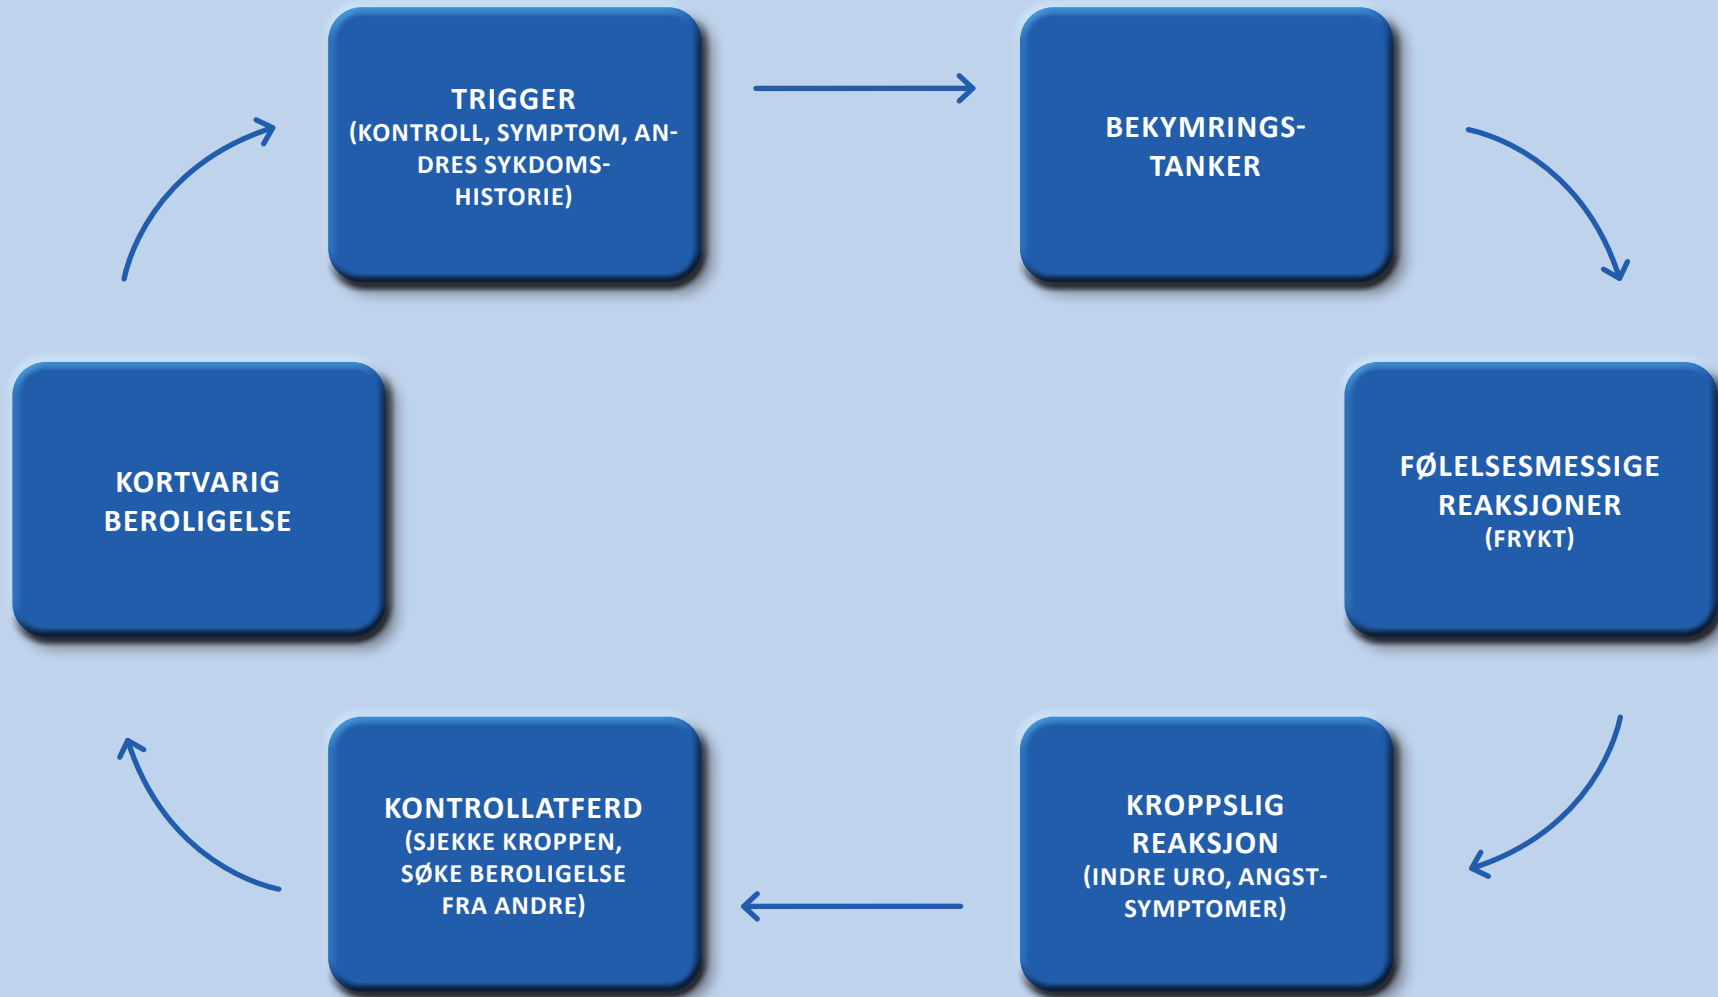 TRIGGER
(KONTROLL, SYMPTOM, AN-
DRES SYKDOMS-
HISTORIE)
BEKYMRINGS-
TANKER
FØLELSESMESSIGE
REAKSJONER
(FRYKT)
KROPPSLIG
REAKSJON
(INDRE URO, ANGST-
SYMPTOMER)
KONTROLLATFERD
(SJEKKE KROPPEN,
SØKE BEROLIGELSE
FRA ANDRE)
KORTVARIG
BEROLIGELSE